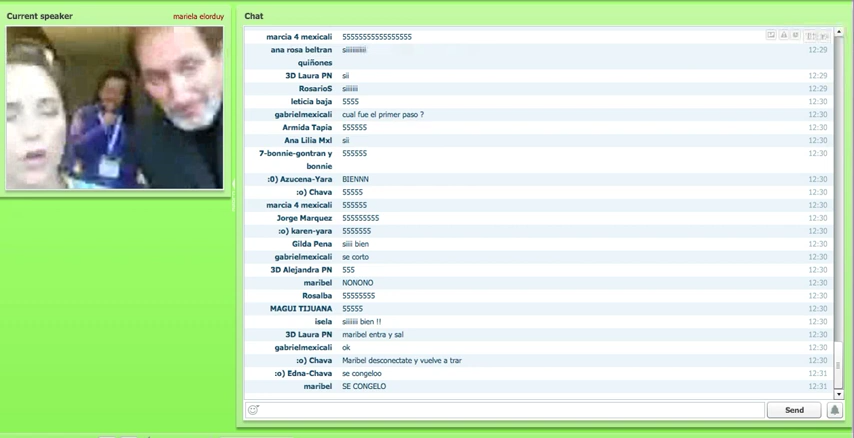 Current speaker
mariela elorduy
Chat
marcia 4 mexicali 55555555555555555
ana rosa beltran quiñones siiiiiiiiiii 12:29
3D Laura PN sii 12:29
RosarioS siiiiiii 12:29
leticia baja 5555 12:30
gabrielmexicali cual fue el primer paso ? 12:30
Armida Tapia 555555 12:30
Ana Lilia Mxl sii 12:30
7-bonnie-gontran y bonnie 555555 12:30
:0) Azucena-Yara BIENNN 12:30
:o) Chava 55555 12:30
marcia 4 mexicali 555555 12:30
Jorge Marquez 555555555 12:30
:o) karen-yara 5555555 12:30
Gilda Pena siiii bien 12:30
gabrielmexicali se corto 12:30
3D Alejandra PN 555 12:30
maribel NONONO 12:30
Rosalba 55555555 12:30
MAGUI TIJUANA 55555 12:30
isela siiiiiii bien !! 12:30
3D Laura PN maribel entra y sal 12:30
gabrielmexicali ok 12:30
:o) Chava Maribel desconectate y vuelve a trar 12:30
:o) Edna-Chava se congeloo 12:31
maribel SE CONGELO 12:31
Send